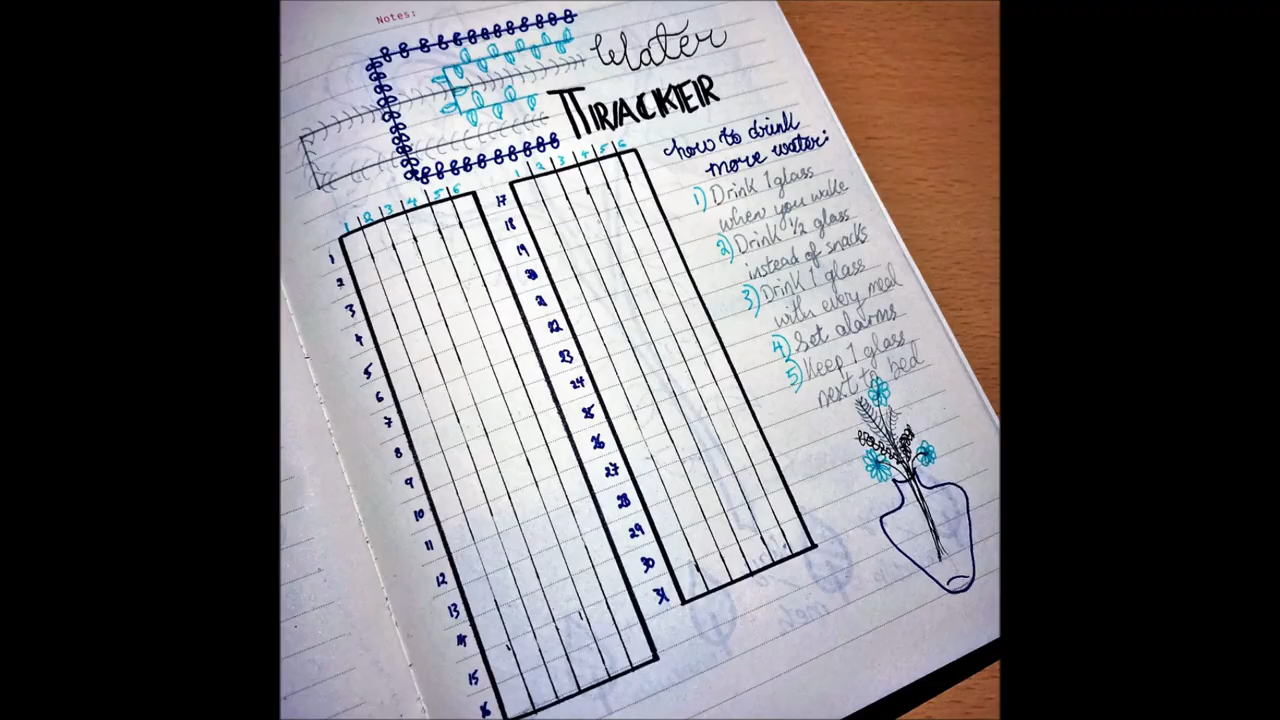 Notes:
Water
TRACKER
how to drink
more water:
1) Drink 1 glass
when you wake
2) Drink 1/2 glass
instead of snacks
3) Drink 1 glass
with every meal
4) Set alarms
5) Keep 1 glass
next to bed
1 2 3 4 5 6
1
2
3
4
5
6
7
8
9
10
11
12
13
14
15
16
1 2 3 4 5 6
17
18
19
20
21
22
23
24
25
26
27
28
29
30
31